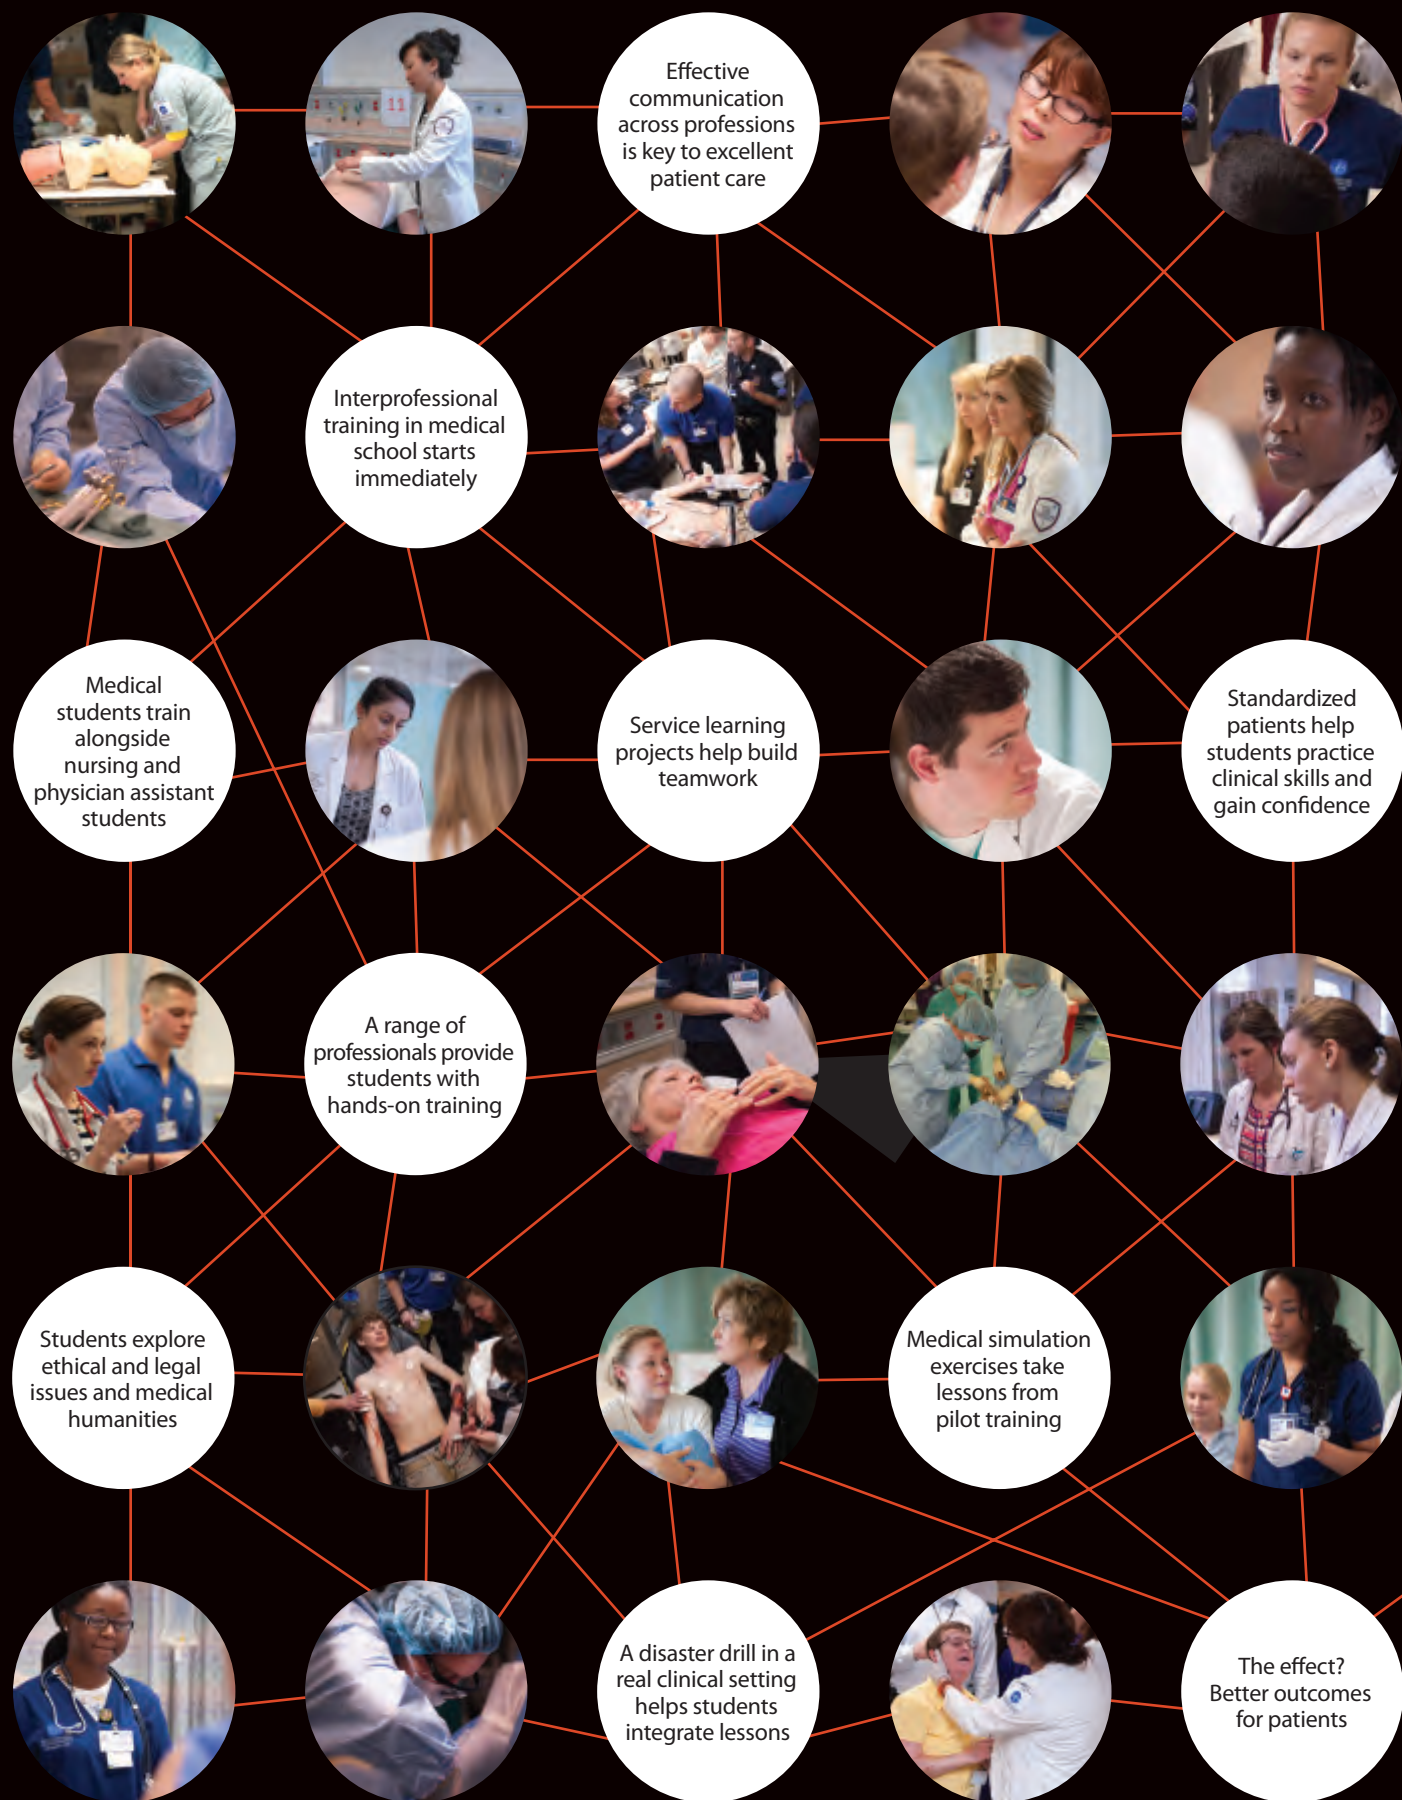 Effective
communication
across professions
is key to excellent
patient care
11
Interprofessional
training in medical
school starts
immediately
Medical
students train
alongside
nursing and
physician assistant
students
Service learning
projects help build
teamwork
Standardized
patients help
students practice
clinical skills and
gain confidence
A range of
professionals provide
students with
hands-on training
Students explore
ethical and legal
issues and medical
humanities
Medical simulation
exercises take
lessons from
pilot training
A disaster drill in a
real clinical setting
helps students
integrate lessons
The effect?
Better outcomes
for patients